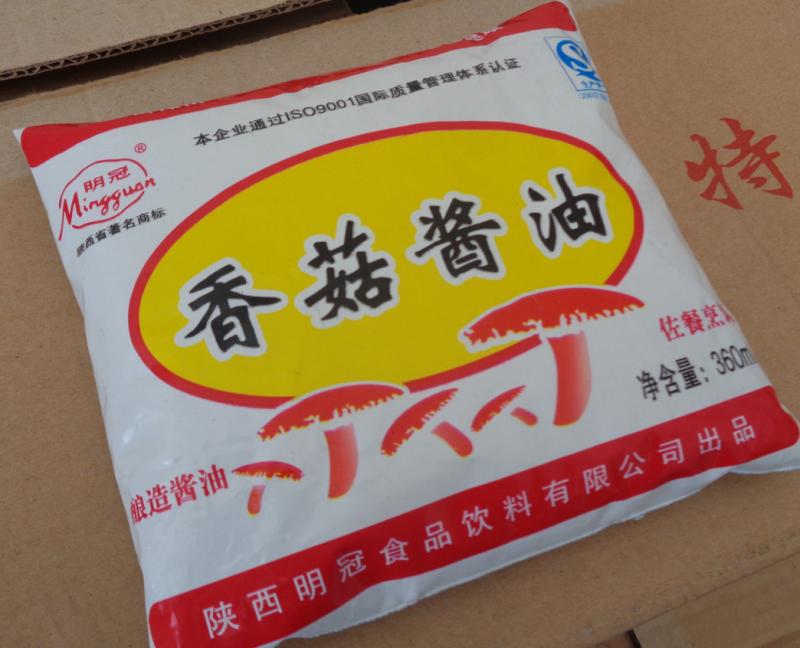 本企业通过ISO9001国际质量管理体系认证
明冠®
Mingguan
陕西省著名商标
香菇酱油
特
佐餐烹
净含量：360m
酿造酱油
陕西明冠食品饮料有限公司出品